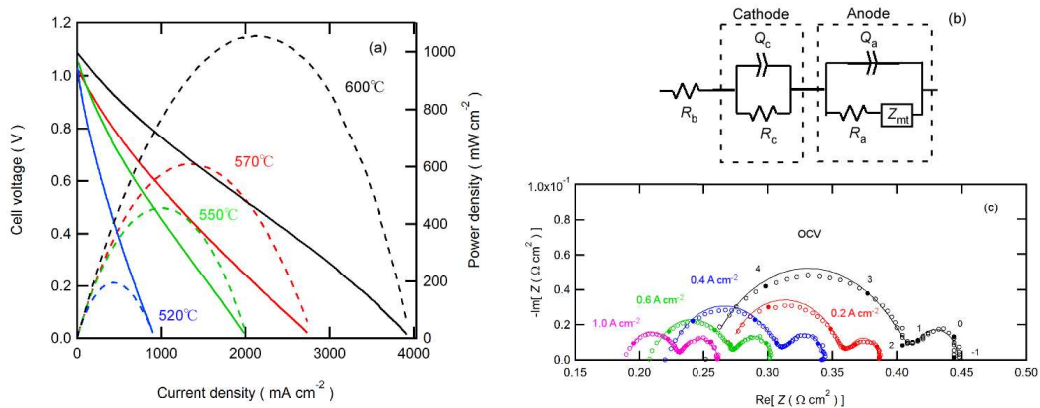 (a)
Cell voltage ( V )
1.2
1.0
0.8
0.6
0.4
0.2
0.0
1000
800
600
400
200
0
Power density ( mW cm-2 )
600℃
570℃
550℃
520℃
0
1000
2000
3000
4000
Current density ( mA cm-2 )
(b)
Cathode
Anode
Qc
Qa
Rb
Rc
Ra
Zmt
(c)
-Im[ Z ( Ω cm2 ) ]
1.0x10-1
0.8
0.6
0.4
0.2
0.0
OCV
0.4 A cm-2
0.6 A cm-2
1.0 A cm-2
0.2 A cm-2
4
3
2
1
0
-1
0.15
0.20
0.25
0.30
0.35
0.40
0.45
0.50
Re[ Z ( Ω cm2 ) ]